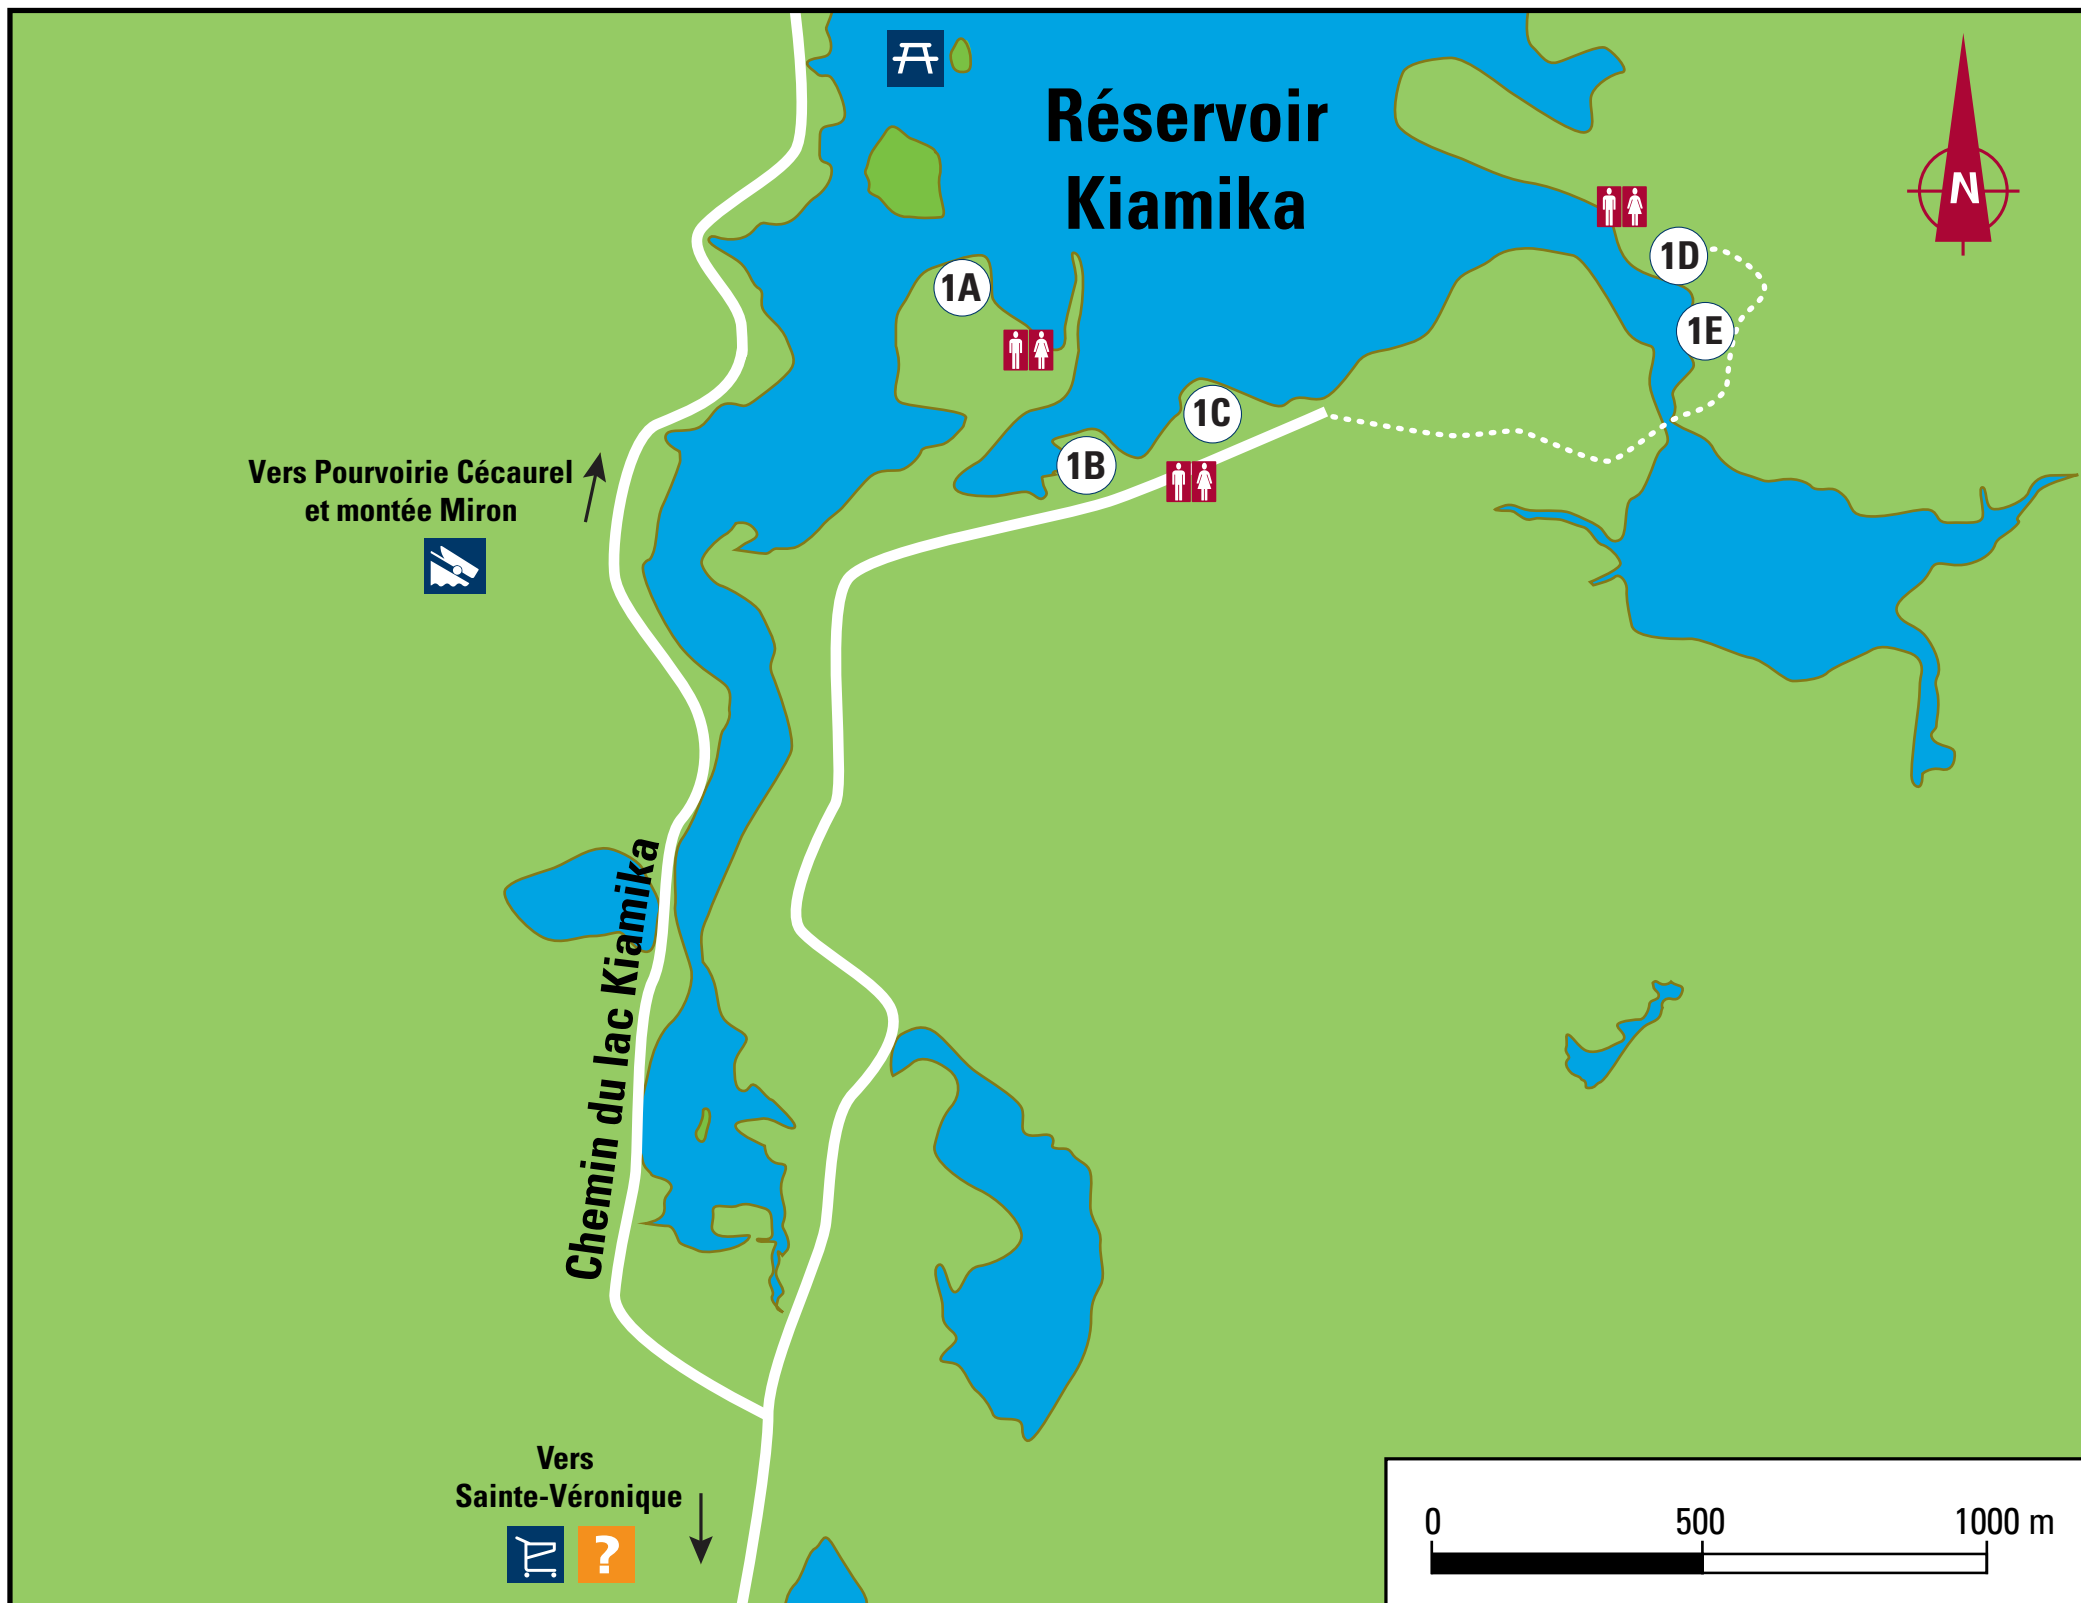 Réservoir
Kiamika
N
1A
1B
1C
1D
1E
Vers Pourvoirie Cécaurel
et montée Miron
Chemin du lac Kiamika
Vers
Sainte-Véronique
?
0 500 1000 m